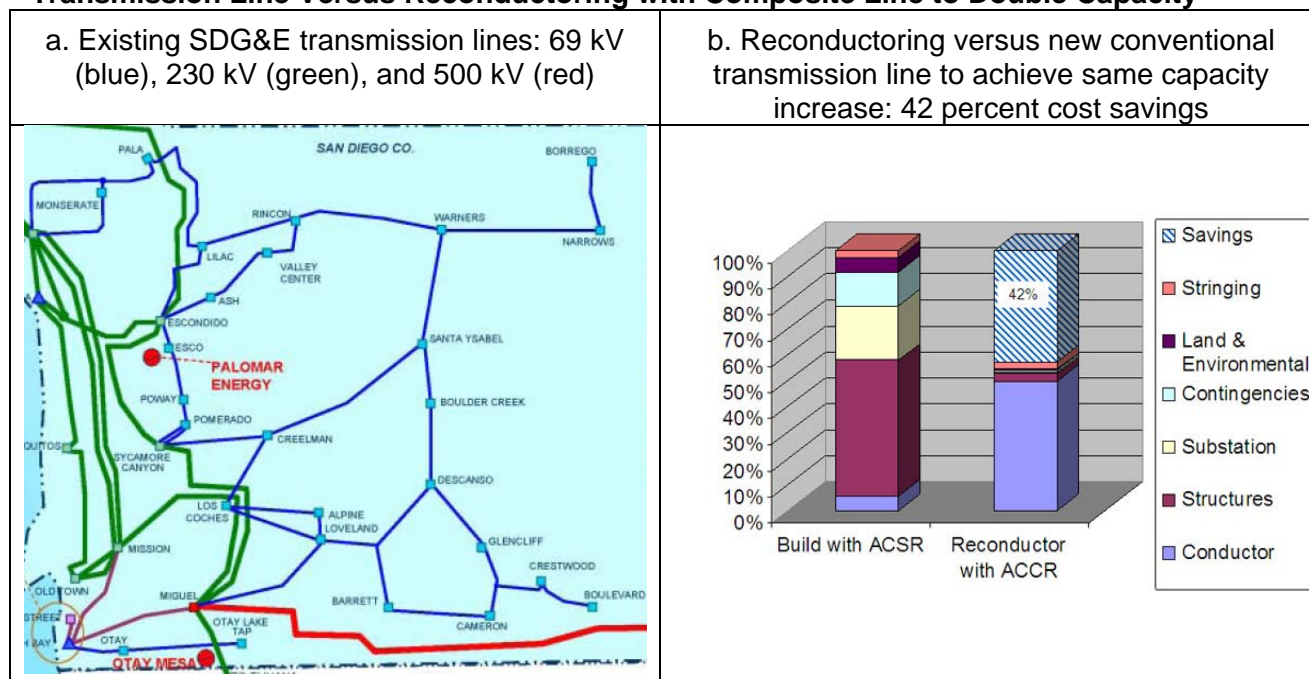 Transmission Line Versus Reconductoring with Composite Line to Double Capacity
a. Existing SDG&E transmission lines: 69 kV
(blue), 230 kV (green), and 500 kV (red)
b. Reconductoring versus new conventional
transmission line to achieve same capacity
increase: 42 percent cost savings
PALA
SAN DIEGO CO.
BORREGO
MONSERATE
RINCON
WARNERS
NARROWS
LILAC
VALLEY
CENTER
ASH
ESCONDIDO
ESCO
SANTA YSABEL
PALOMAR
ENERGY
POWAY
BOULDER CREEK
POMERADO
CREELMAN
QUITOS
SYCAMORE
CANYON
DESCANSO
LOS
COCHES
ALPINE
LOVELAND
GLENCLIFF
MISSION
CRESTWOOD
OLD TOWN
MIGUEL
BARRETT
BOULEVARD
STREET
OTAY LAKE
TAP
CAMERON
H BAY
OTAY
OTAY MESA
100%
90%
80%
70%
60%
50%
40%
30%
20%
10%
0%
42%
Build with ACSR
Reconductor
with ACCR
Savings
Stringing
Land &
Environmental
Contingencies
Substation
Structures
Conductor